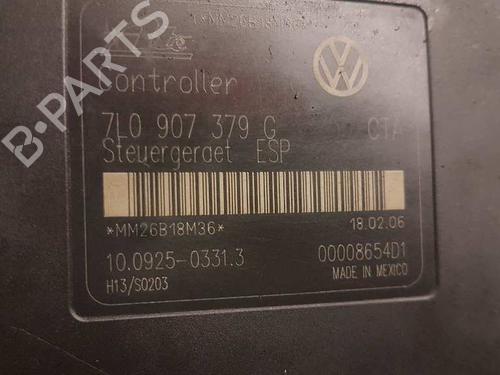 *MM26B18M36*
Controller
7L0 907 379 G
CTA
Steuergeraet ESP
*MM26B18M36*
18.02.06
10.0925-0331.3
00008654D1
H13/S0203
MADE IN MEXICO
B-PARTS